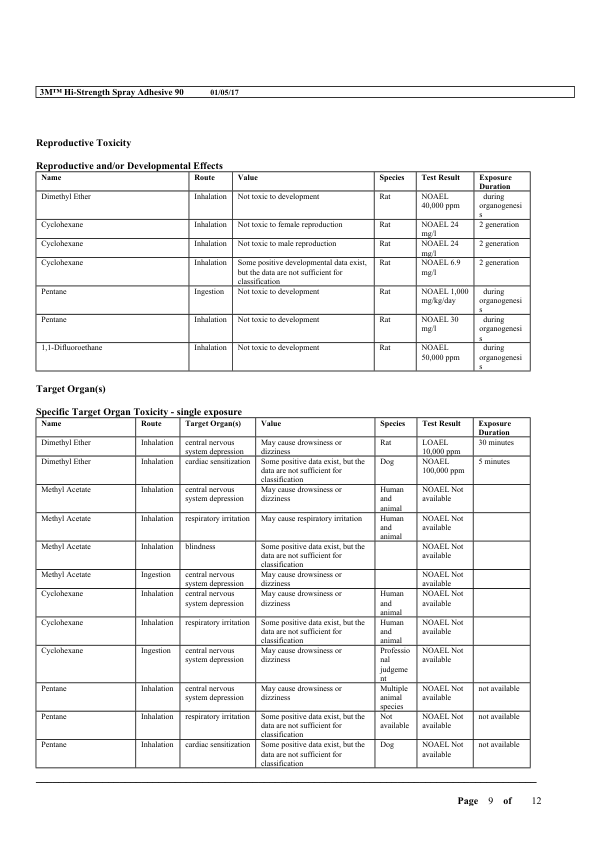 3M™ Hi-Strength Spray Adhesive 90 01/05/17
Reproductive Toxicity
Reproductive and/or Developmental Effects
Name Route Value Species Test Result Exposure
Duration
Dimethyl Ether Inhalation Not toxic to development Rat NOAEL during
40,000 ppm organogenesi
s
Cyclohexane Inhalation Not toxic to female reproduction Rat NOAEL 24 2 generation
mg/l
Cyclohexane Inhalation Not toxic to male reproduction Rat NOAEL 24 2 generation
mg/l
Cyclohexane Inhalation Some positive developmental data exist, Rat NOAEL 6.9 2 generation
but the data are not sufficient for mg/l
classification
Pentane Ingestion Not toxic to development Rat NOAEL 1,000 during
mg/kg/day organogenesi
s
Pentane Inhalation Not toxic to development Rat NOAEL 30 during
mg/l organogenesi
s
1,1-Difluoroethane Inhalation Not toxic to development Rat NOAEL during
50,000 ppm organogenesi
s
Target Organ(s)
Specific Target Organ Toxicity - single exposure
Name Route Target Organ(s) Value Species Test Result Exposure
Duration
Dimethyl Ether Inhalation central nervous May cause drowsiness or Rat LOAEL 30 minutes
system depression dizziness 10,000 ppm
Dimethyl Ether Inhalation cardiac sensitization Some positive data exist, but the Dog NOAEL 5 minutes
data are not sufficient for 100,000 ppm
classification
Methyl Acetate Inhalation central nervous May cause drowsiness or Human NOAEL Not
system depression dizziness and available
animal
Methyl Acetate Inhalation respiratory irritation May cause respiratory irritation Human NOAEL Not
and available
animal
Methyl Acetate Inhalation blindness Some positive data exist, but the NOAEL Not
data are not sufficient for available
classification
Methyl Acetate Ingestion central nervous May cause drowsiness or NOAEL Not
system depression dizziness available
Cyclohexane Inhalation central nervous May cause drowsiness or Human NOAEL Not
system depression dizziness and available
animal
Cyclohexane Inhalation respiratory irritation Some positive data exist, but the Human NOAEL Not
data are not sufficient for and available
classification animal
Cyclohexane Ingestion central nervous May cause drowsiness or Professio NOAEL Not
system depression dizziness nal available
judgeme
nt
Pentane Inhalation central nervous May cause drowsiness or Multiple NOAEL Not not available
system depression dizziness animal available
species
Pentane Inhalation respiratory irritation Some positive data exist, but the Not NOAEL Not not available
data are not sufficient for available available
classification
Pentane Inhalation cardiac sensitization Some positive data exist, but the Dog NOAEL Not not available
data are not sufficient for available
classification
Page 9 of 12